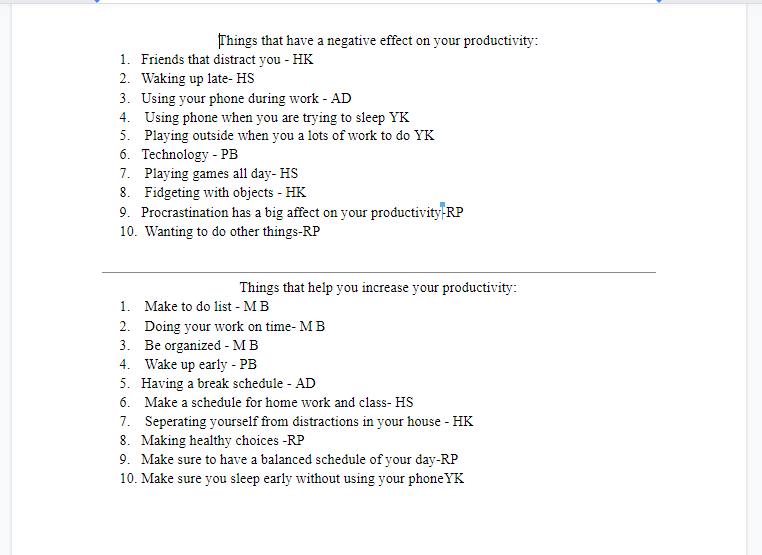 Things that have a negative effect on your productivity:
1. Friends that distract you - HK
2. Waking up late- HS
3. Using your phone during work - AD
4. Using phone when you are trying to sleep YK
5. Playing outside when you a lots of work to do YK
6. Technology - PB
7. Playing games all day- HS
8. Fidgeting with objects - HK
9. Procrastination has a big affect on your productivity-RP
10. Wanting to do other things-RP
Things that help you increase your productivity:
1. Make to do list - M B
2. Doing your work on time- M B
3. Be organized - M B
4. Wake up early - PB
5. Having a break schedule - AD
6. Make a schedule for home work and class- HS
7. Seperating yourself from distractions in your house - HK
8. Making healthy choices -RP
9. Make sure to have a balanced schedule of your day-RP
10. Make sure you sleep early without using your phoneYK